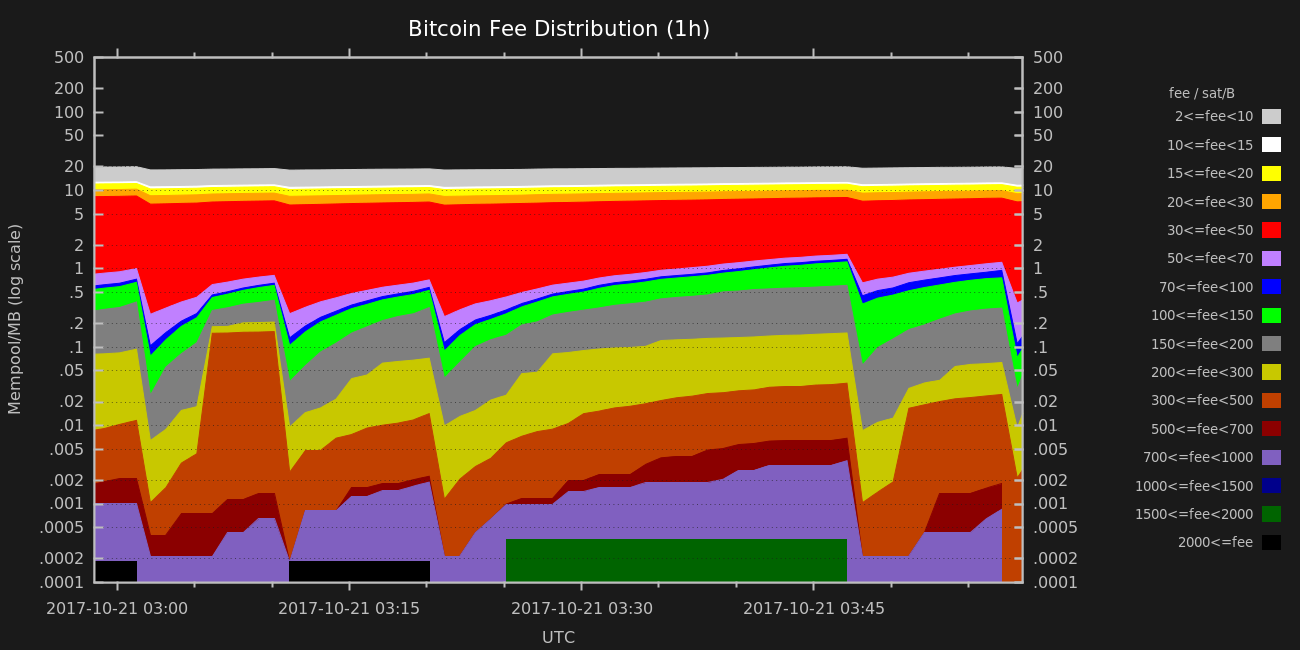 Bitcoin Fee Distribution (1h)
Mempool/MB (log scale)
500
200
100
50
20
10
5
2
1
.5
.2
.1
.05
.02
.01
.005
.002
.001
.0005
.0002
.0001
500
200
100
50
20
10
5
2
1
.5
.2
.1
.05
.02
.01
.005
.002
.001
.0005
.0002
.0001
2017-10-21 03:00
2017-10-21 03:15
2017-10-21 03:30
2017-10-21 03:45
UTC
fee / sat/B
2<=fee<10
10<=fee<15
15<=fee<20
20<=fee<30
30<=fee<50
50<=fee<70
70<=fee<100
100<=fee<150
150<=fee<200
200<=fee<300
300<=fee<500
500<=fee<700
700<=fee<1000
1000<=fee<1500
1500<=fee<2000
2000<=fee